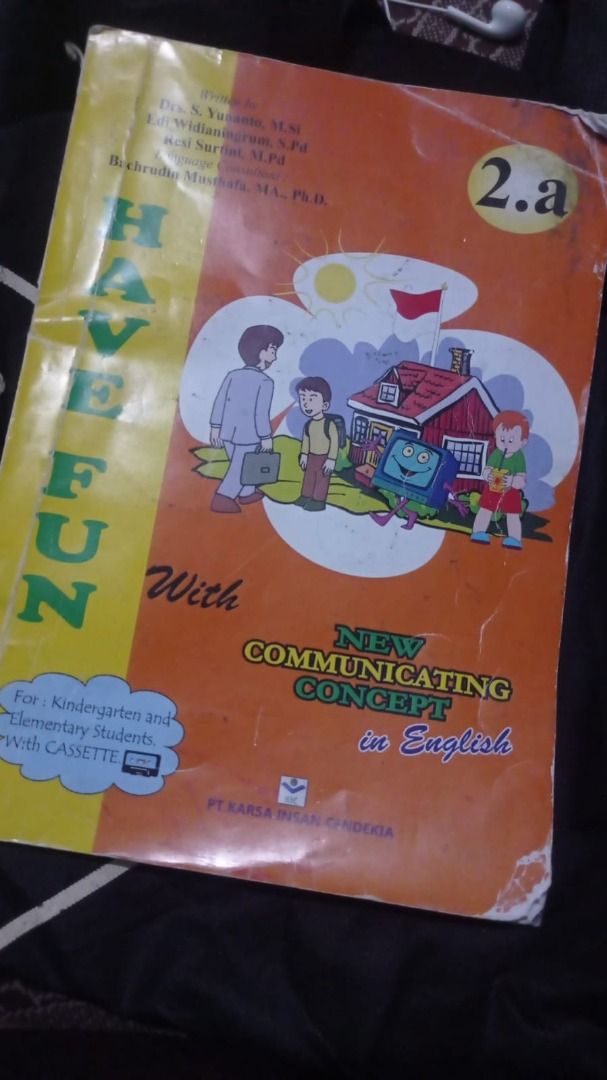 Written by
Drs. S. Yunanto, M.Si
Edi Widianingrum, S.Pd
Resi Surtini, M.Pd
Language Consultant :
Bachrudin Musthafa, MA., Ph.D.
2.a
HAVE FUN
With
NEW
COMMUNICATING
CONCEPT
in English
For : Kindergarten and
Elementary Students.
With CASSETTE
PT KARSA INSAN CENDEKIA